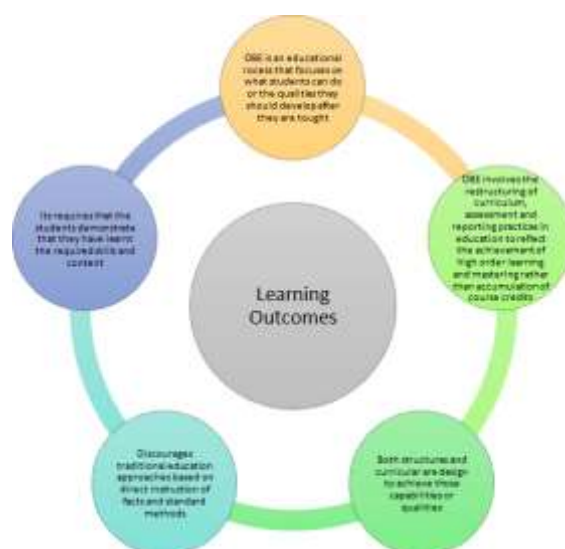 OBE is an educational
that focuses on
what students can do
or the qualities they
should develop after
they are tought
OBE involves the
restructuring of
curriculum,
assessment and
reporting practices in
education to reflect
the achievement of
high order learning
and mastering rather
than accumulation of
course credits
Both structures and
curricular are design
to achieve those
capabilities or
qualities
Discourages
traditional education
approaches based on
direct instruction of
facts and standard
methods
Its requires that the
students demonstrate
that they have learnt
the required skills and
content
Learning
Outcomes